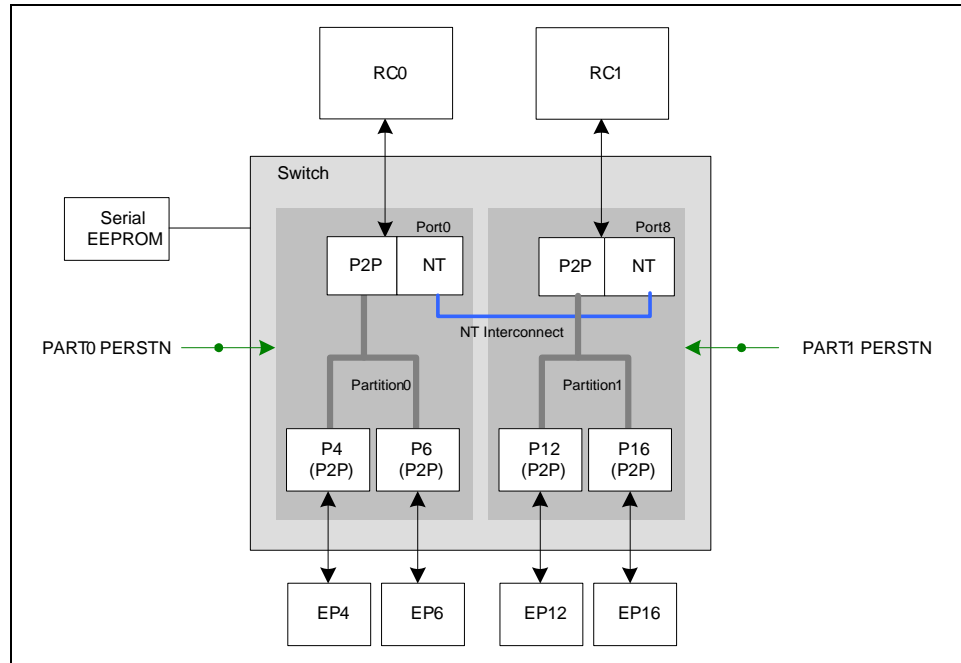 RC0
RC1
Switch
Serial
EEPROM
Port0
Port8
P2P
NT
P2P
NT
NT Interconnect
PART0 PERSTN
PART1 PERSTN
Partition0
Partition1
P4
(P2P)
P6
(P2P)
P12
(P2P)
P16
(P2P)
EP4
EP6
EP12
EP16